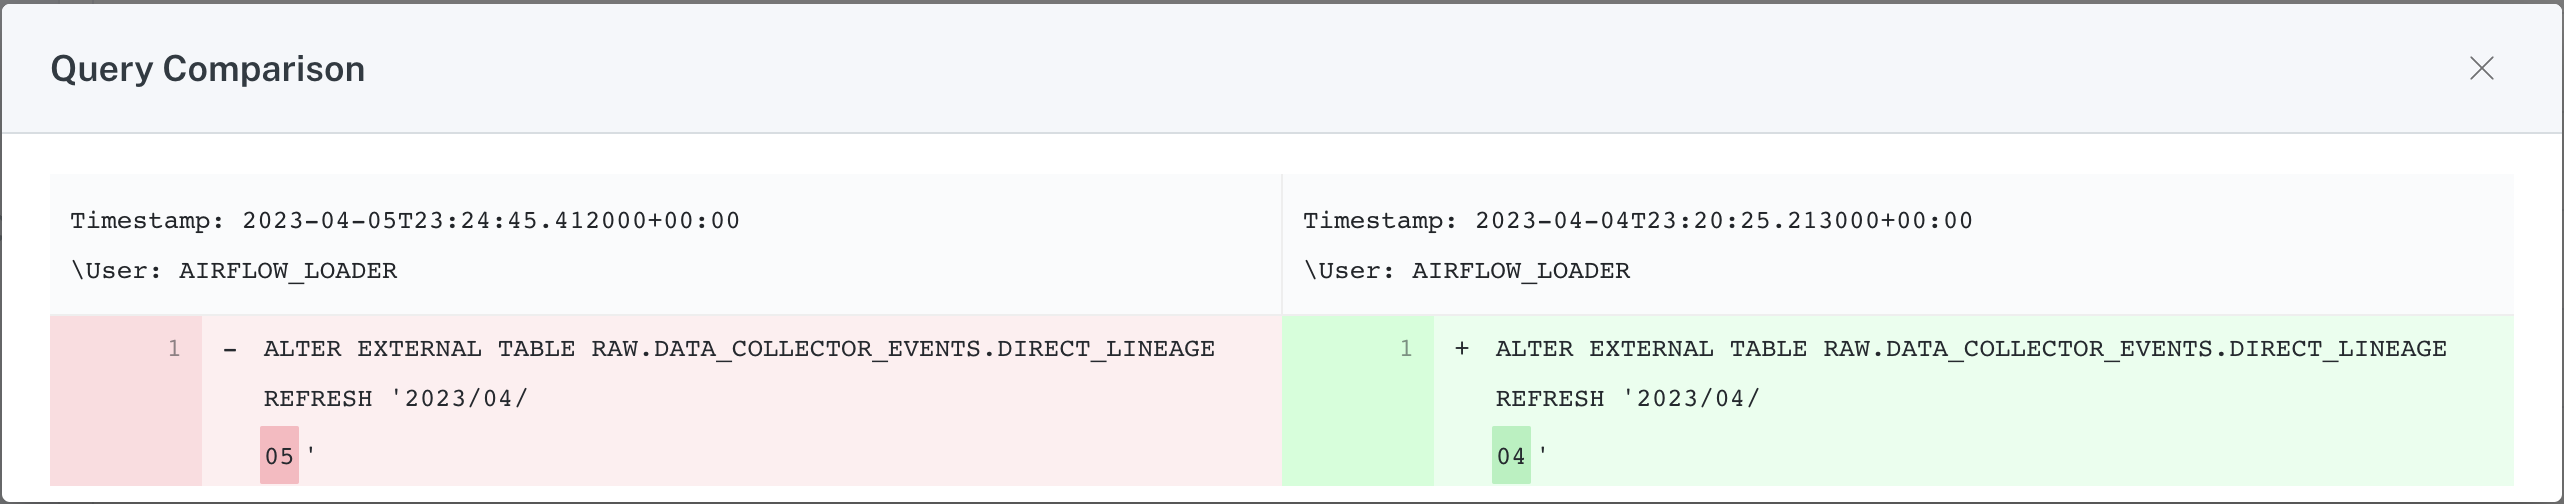 Query Comparison
Timestamp: 2023-04-05T23:24:45.412000+00:00
\User: AIRFLOW_LOADER
Timestamp: 2023-04-04T23:20:25.213000+00:00
\User: AIRFLOW_LOADER
1 - ALTER EXTERNAL TABLE RAW.DATA_COLLECTOR_EVENTS.DIRECT_LINEAGE
REFRESH '2023/04/
05'
1 + ALTER EXTERNAL TABLE RAW.DATA_COLLECTOR_EVENTS.DIRECT_LINEAGE
REFRESH '2023/04/
04'